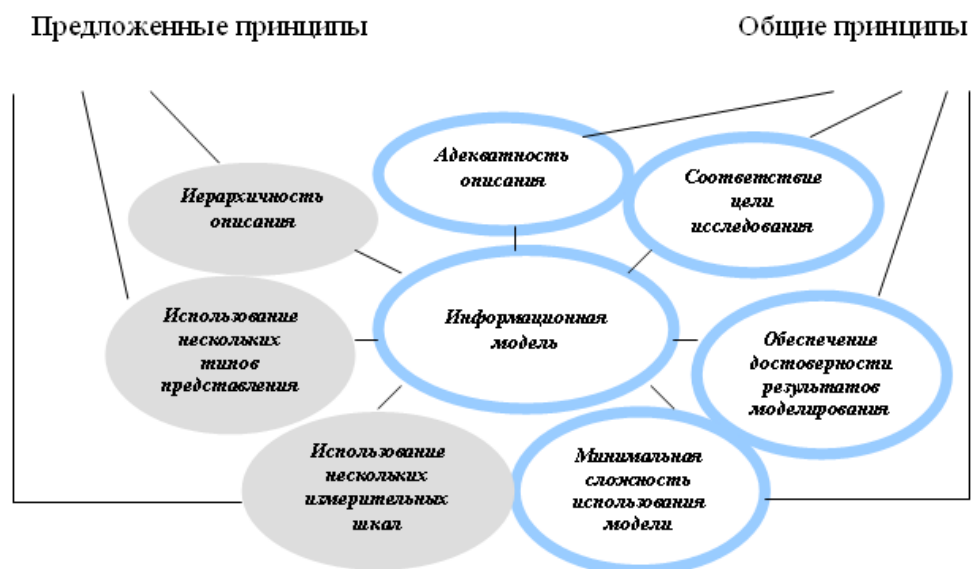 Предложенные принципы
Общие принципы
Адекватность
описания
Соответствие
цели
исследования
Иерархичность
описания
Информационная
модель
Использование
нескольких
типов
представления
Обеспечение
достоверности
результатов
моделирования
Использование
нескольких
измерительных
шкал
Минимальная
сложность
использования
модели